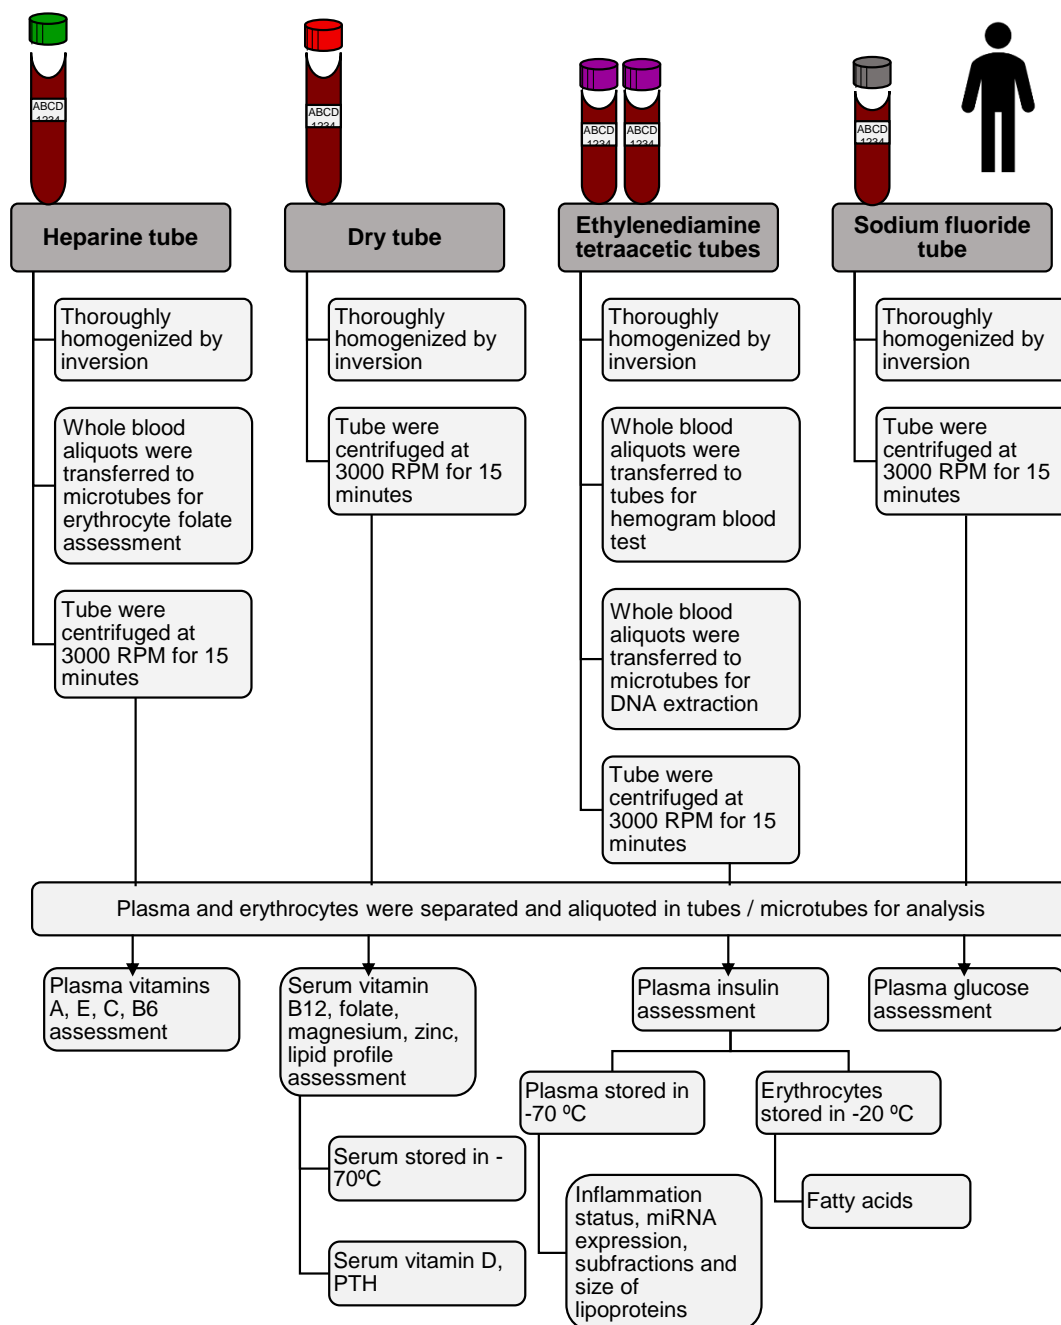 ABCD
1234
ABCD
1234
ABCD
1234
ABCD
1234
ABCD
1234
Heparine tube
Dry tube
Ethylenediamine
tetraacetic tubes
Sodium fluoride
tube
Thoroughly
homogenized by
inversion
Whole blood
aliquots were
transferred to
microtubes for
erythrocyte folate
assessment
Tube were
centrifuged at
3000 RPM for 15
minutes
Thoroughly
homogenized by
inversion
Tube were
centrifuged at
3000 RPM for 15
minutes
Thoroughly
homogenized by
inversion
Whole blood
aliquots were
transferred to
tubes for
hemogram blood
test
Whole blood
aliquots were
transferred to
microtubes for
DNA extraction
Tube were
centrifuged at
3000 RPM for 15
minutes
Thoroughly
homogenized by
inversion
Tube were
centrifuged at
3000 RPM for 15
minutes
Plasma and erythrocytes were separated and aliquoted in tubes / microtubes for analysis
Plasma vitamins
A, E, C, B6
assessment
Serum vitamin
B12, folate,
magnesium, zinc,
lipid profile
assessment
Serum stored in -
70ºC
Serum vitamin D,
PTH
Plasma insulin
assessment
Plasma stored in
-70 ºC
Inflammation
status, miRNA
expression,
subfractions and
size of
lipoproteins
Erythrocytes
stored in -20 ºC
Fatty acids
Plasma glucose
assessment